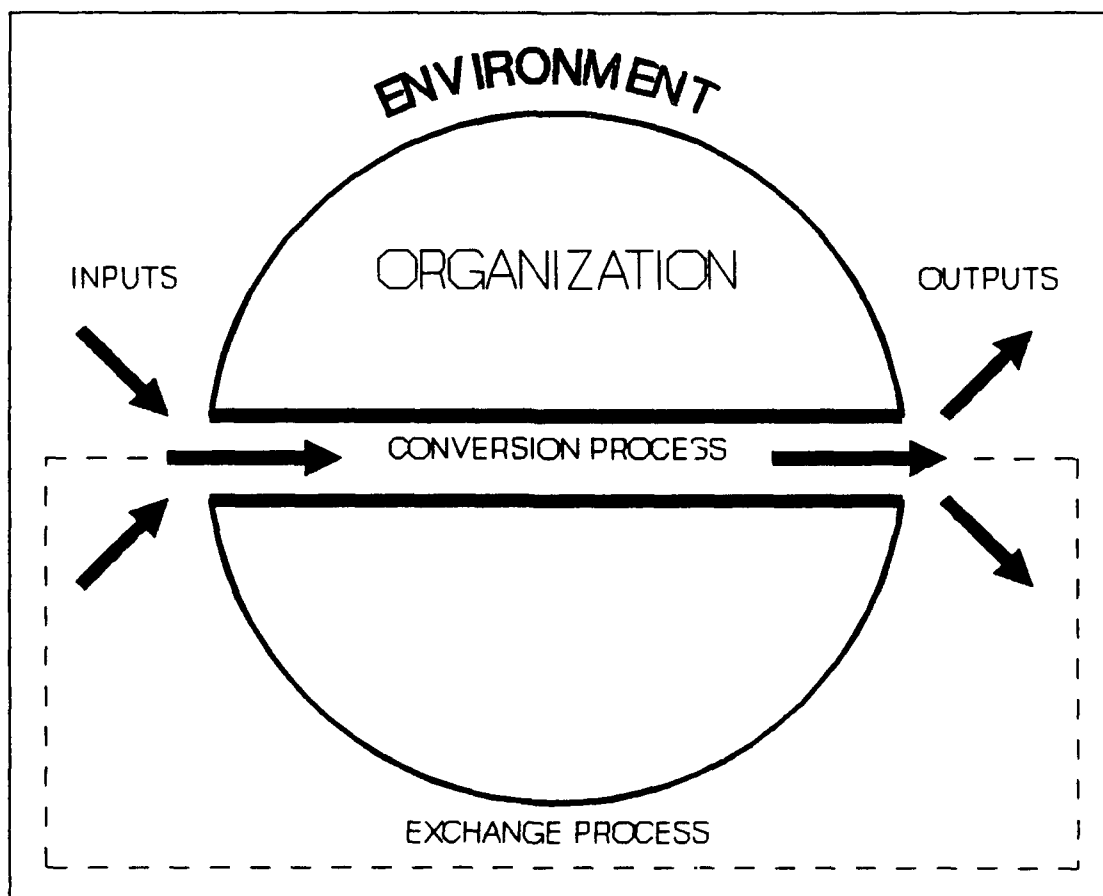 ENVIRONMENT
ORGANIZATION
INPUTS
OUTPUTS
CONVERSION PROCESS
EXCHANGE PROCESS